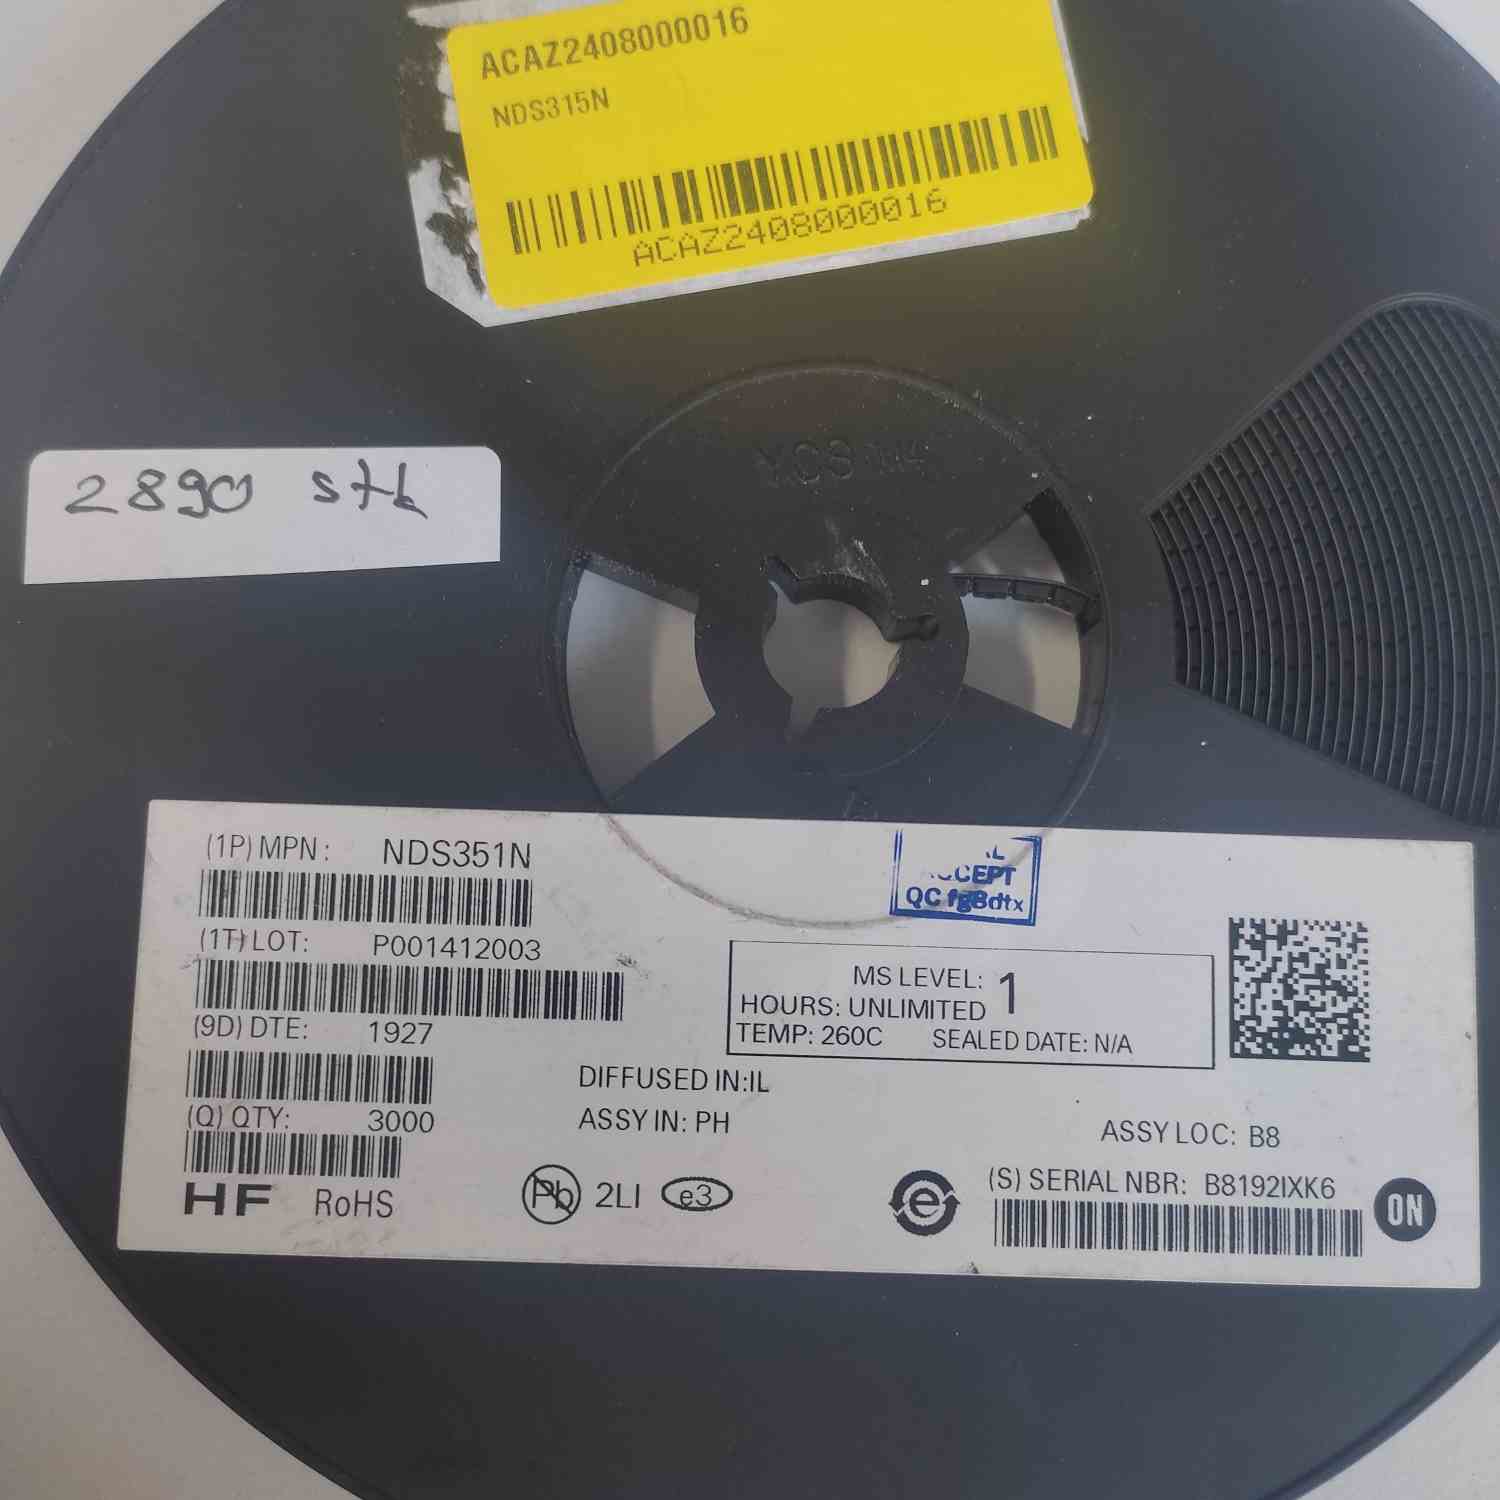 ACAZ2408000016
NDS315N
ACAZ2408000016
2890 stk
(1P) MPN: NDS351N
(1T) LOT: P001412003
(9D) DTE: 1927
(Q) QTY: 3000
HF RoHS
DIFFUSED IN:IL
ASSY IN: PH
Pb 2LI e3
ACCEPT
QC
MS LEVEL: 1
HOURS: UNLIMITED
TEMP: 260C SEALED DATE: N/A
ASSY LOC: B8
(S) SERIAL NBR: B8192IXK6
e
ON